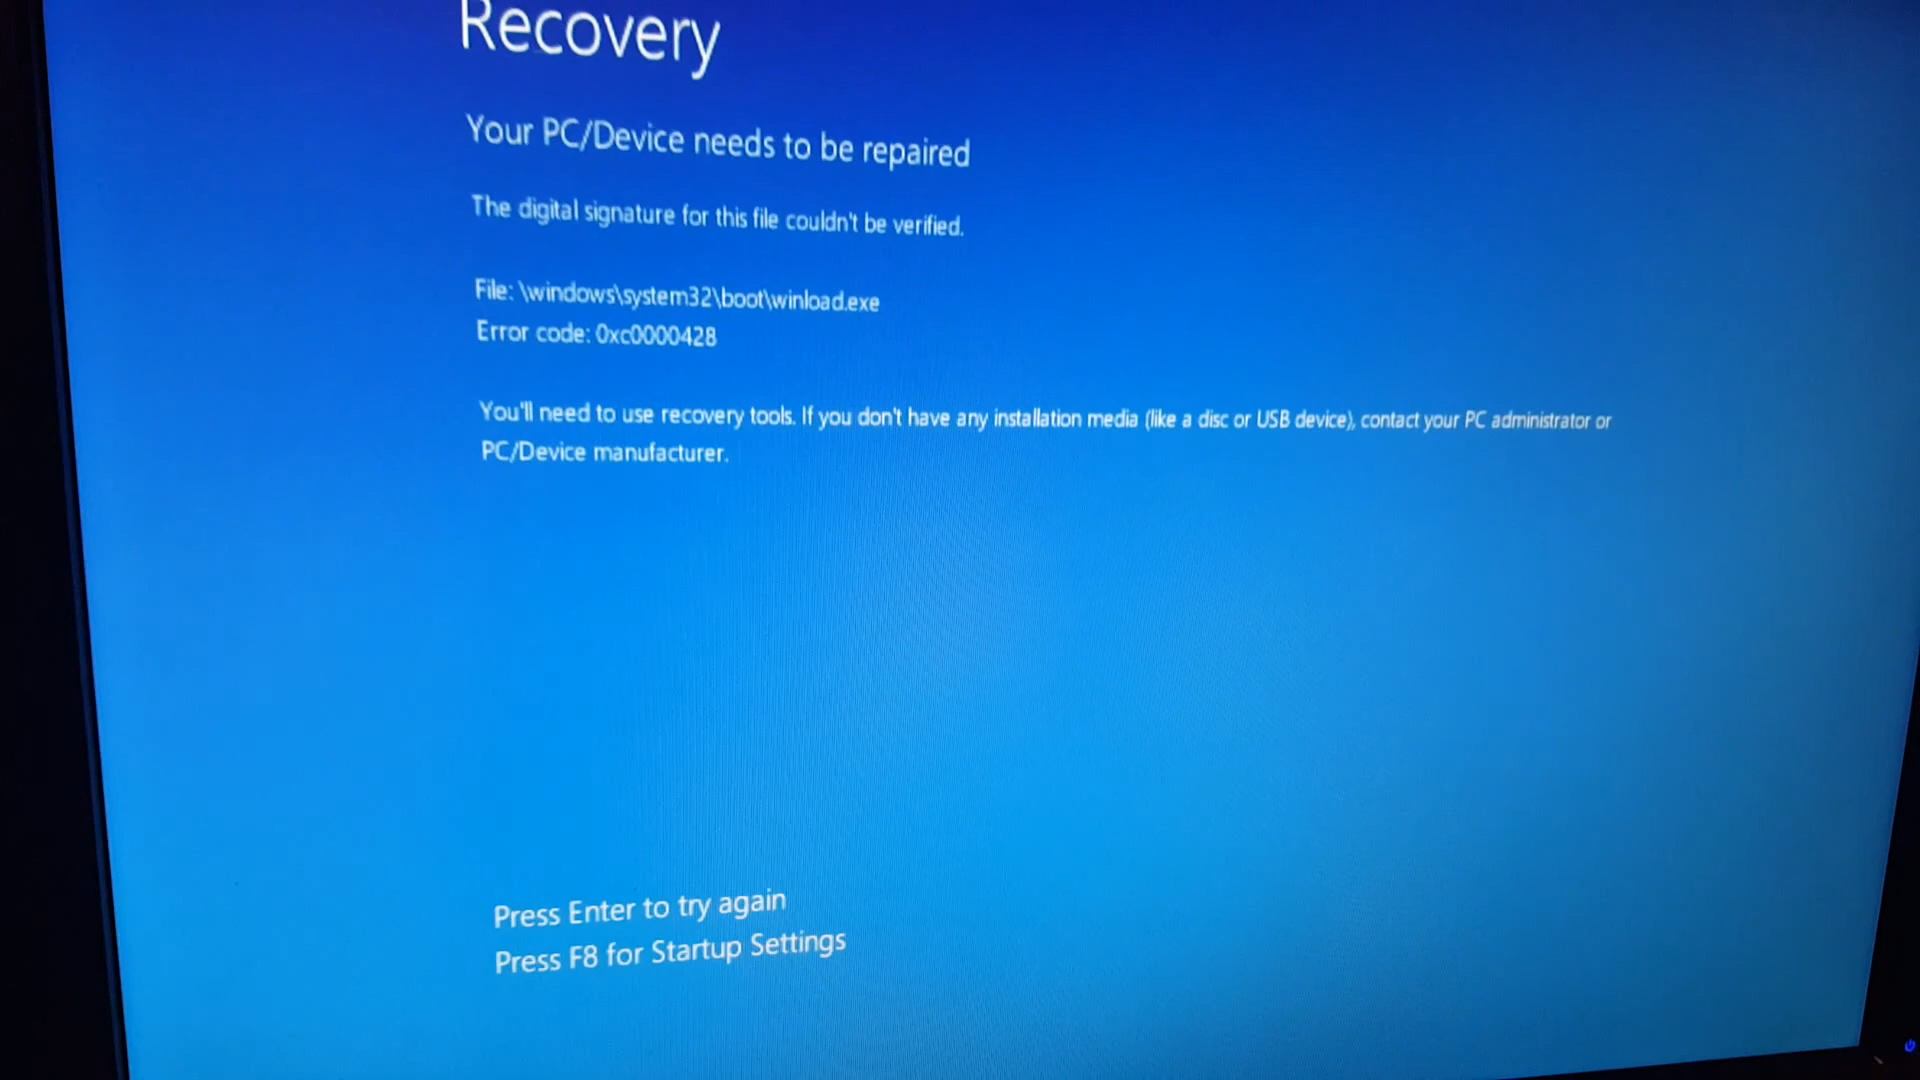 Recovery
Your PC/Device needs to be repaired
The digital signature for this file couldn't be verified.
File: \windows\system32\boot\winload.exe
Error code: 0xc0000428
You'll need to use recovery tools. If you don't have any installation media (like a disc or USB device), contact your PC administrator or
PC/Device manufacturer.
Press Enter to try again
Press F8 for Startup Settings